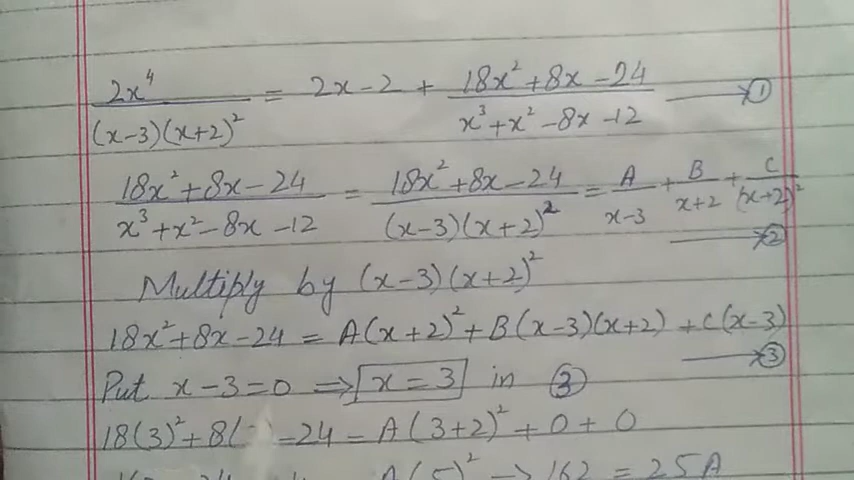 2x⁴/(x-3)(x+2)² = 2x-2 + 18x²+8x-24/x³+x²-8x-12 → ①
18x²+8x-24/x³+x²-8x-12 = 18x²+8x-24/(x-3)(x+2)² = A/x-3 + B/x+2 + C/(x+2)² → ②
Multiply by (x-3)(x+2)²
18x²+8x-24 = A(x+2)²+B(x-3)(x+2)+C(x-3) → ③
Put x-3=0 ⇒ x=3 in ③
18(3)²+8( )-24 = A(3+2)²+0+0
A(5)² → 162 = 25A